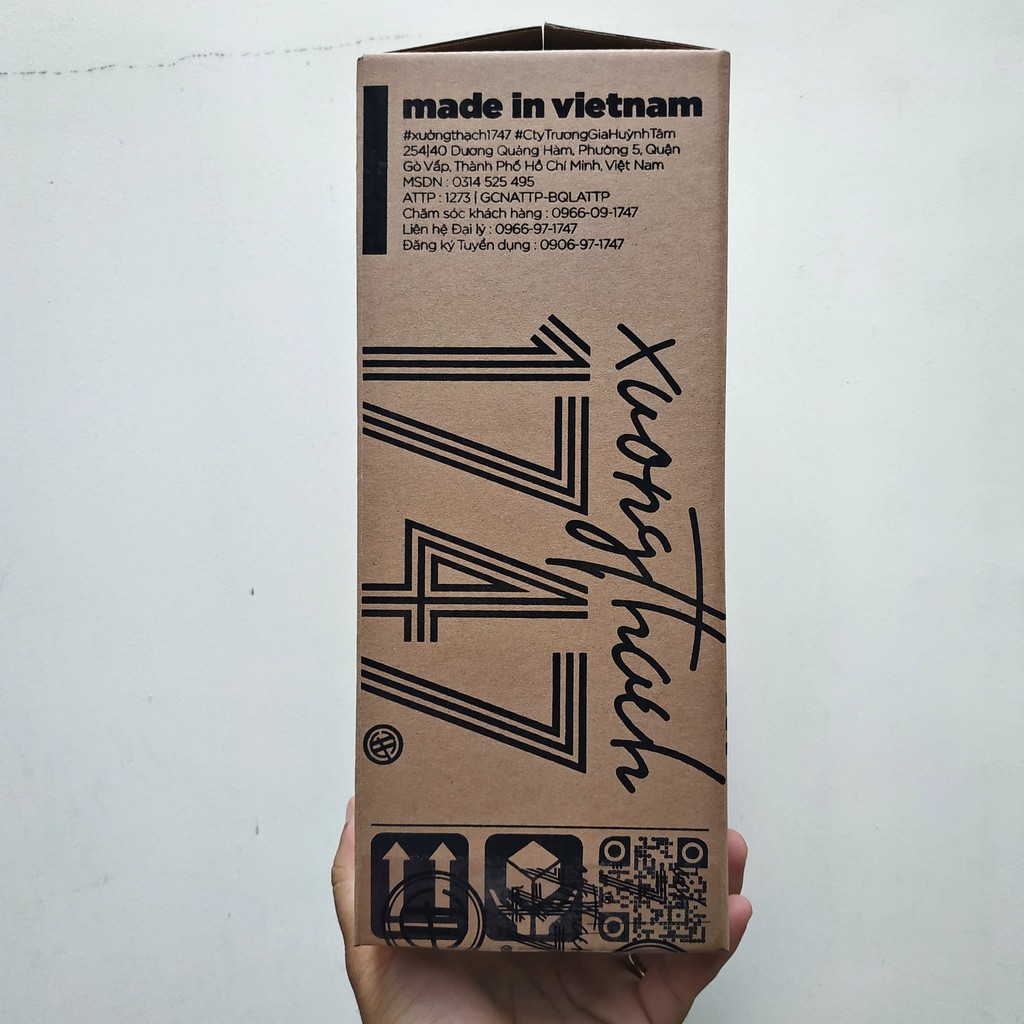 made in vietnam
#xưởngthạch1747 #CtyTrươngGiaHuỳnhTâm
254|40 Dương Quảng Hàm, Phường 5, Quận
Gò Vấp, Thành Phố Hồ Chí Minh, Việt Nam
MSDN : 0314 525 495
ATTP : 1273 | GCNATTP-BQLATTP
Chăm sóc khách hàng : 0966-09-1747
Liên hệ Đại lý : 0966-97-1747
Đăng ký Tuyển dụng : 0906-97-1747
xuongThach
1747